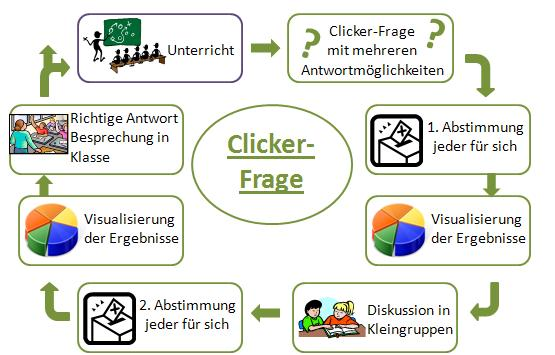 Unterricht
Clicker-Frage
mit mehreren
Antwortmöglichkeiten
1. Abstimmung
jeder für sich
Visualisierung
der Ergebnisse
Diskussion in
Kleingruppen
2. Abstimmung
jeder für sich
Visualisierung
der Ergebnisse
Richtige Antwort
Besprechung in
Klasse
Clicker-
Frage